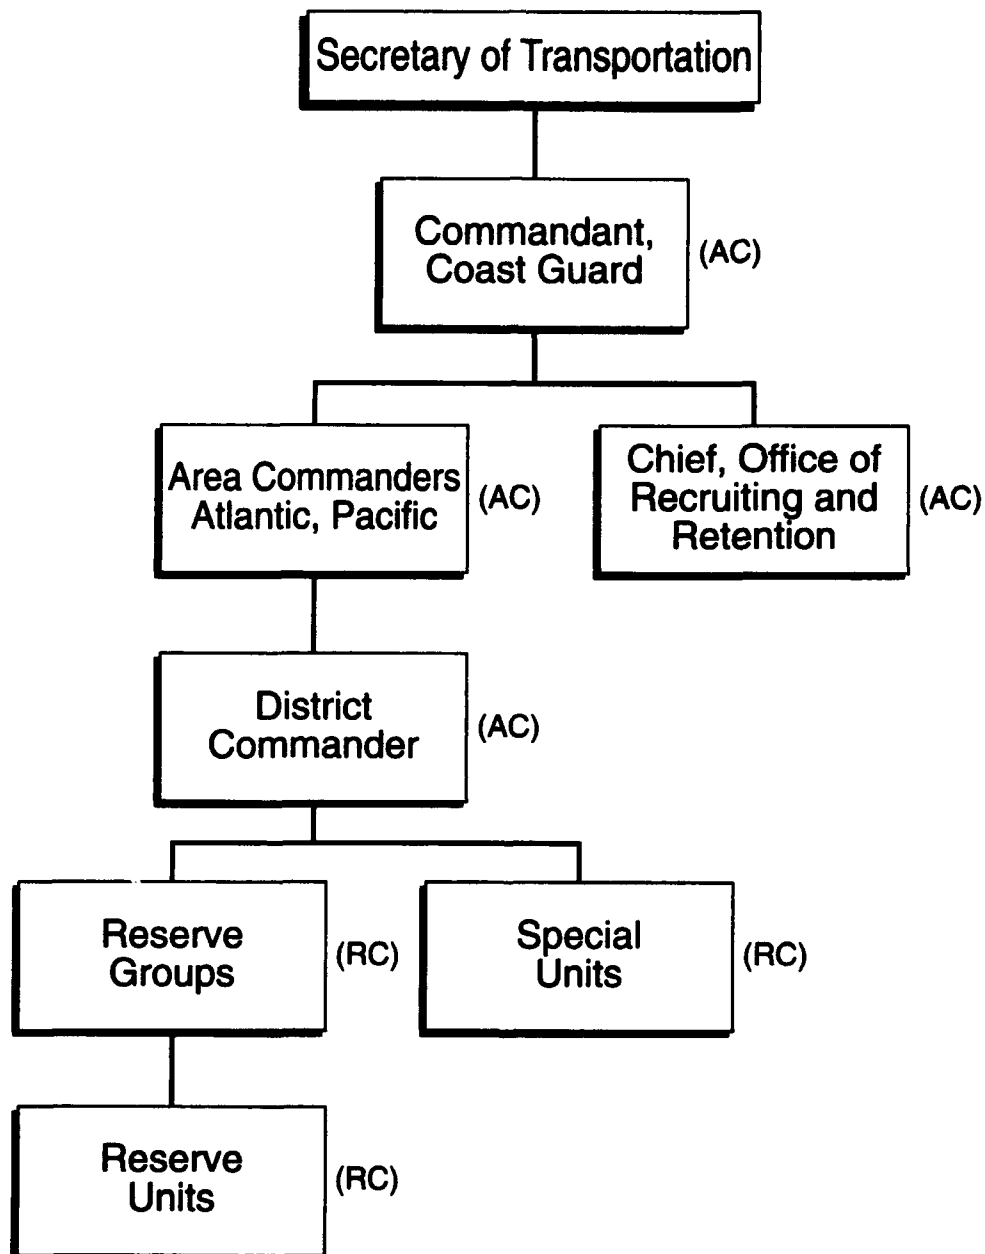 Secretary of Transportation
Commandant,
Coast Guard
(AC)
Area Commanders
Atlantic, Pacific
(AC)
Chief, Office of
Recruiting and
Retention
(AC)
District
Commander
(AC)
Reserve
Groups
(RC)
Special
Units
(RC)
Reserve
Units
(RC)